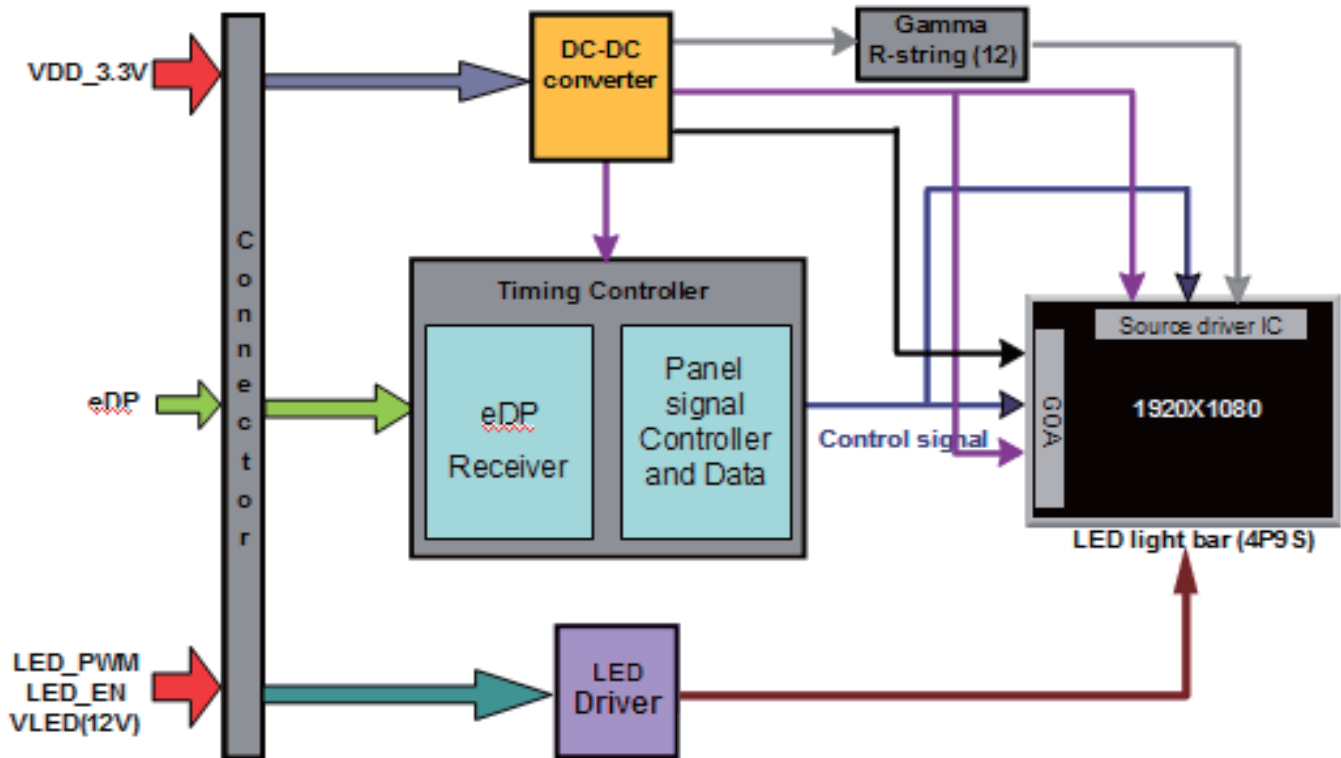 VDD_3.3V
DC-DC
converter
Gamma
R-string (12)
Connector
Timing Controller
eDP
Receiver
Panel
signal
Controller
and Data
eDP
Control signal
Source driver IC
GOA
1920X1080
LED light bar (4P9S)
LED_PWM
LED_EN
VLED(12V)
LED
Driver